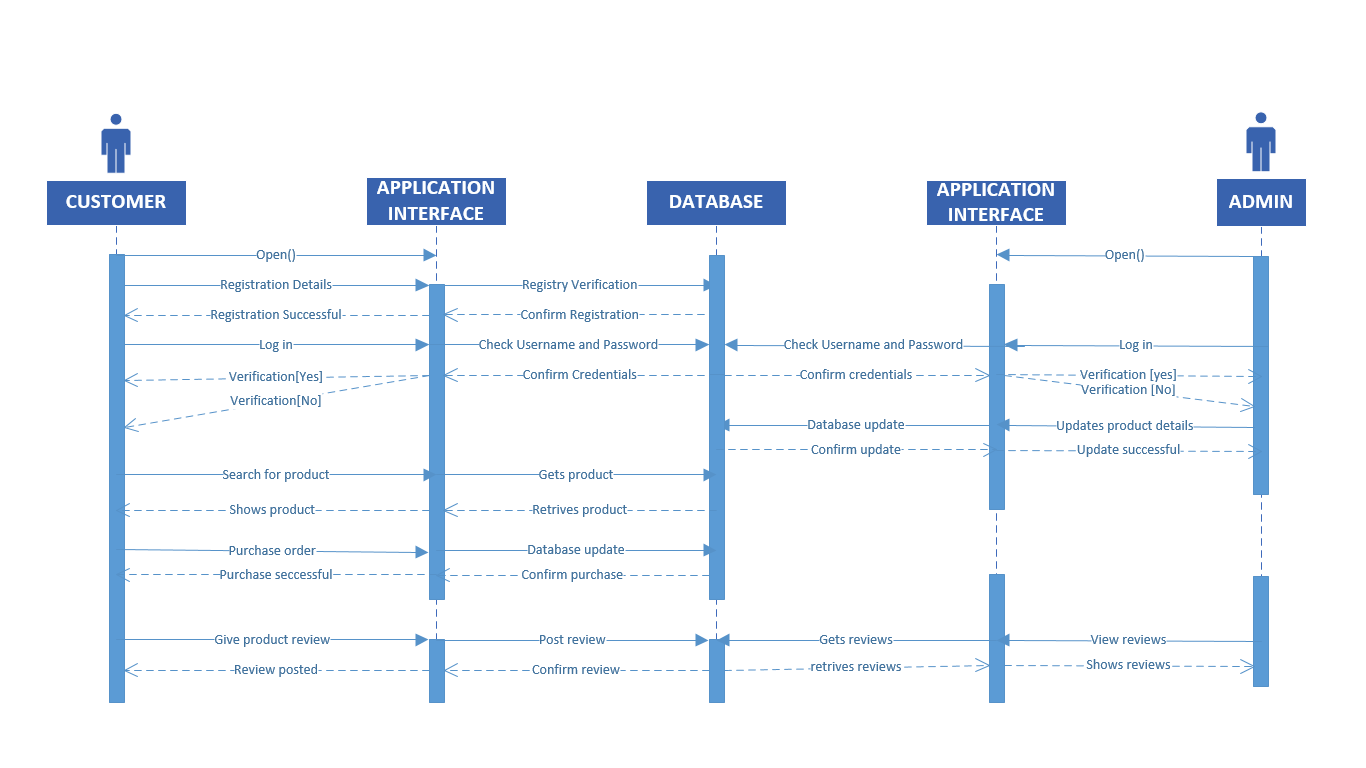 CUSTOMER
APPLICATION
INTERFACE
DATABASE
APPLICATION
INTERFACE
ADMIN
Open()
Open()
Registration Details
Registry Verification
Registration Successful
Confirm Registration
Log in
Check Username and Password
Check Username and Password
Log in
Verification[Yes]
Confirm Credentials
Confirm credentials
Verification [yes]
Verification [No]
Verification[No]
Database update
Updates product details
Confirm update
Update successful
Search for product
Gets product
Shows product
Retrives product
Purchase order
Database update
Purchase seccessful
Confirm purchase
Give product review
Post review
Gets reviews
View reviews
Review posted
Confirm review
retrives reviews
Shows reviews